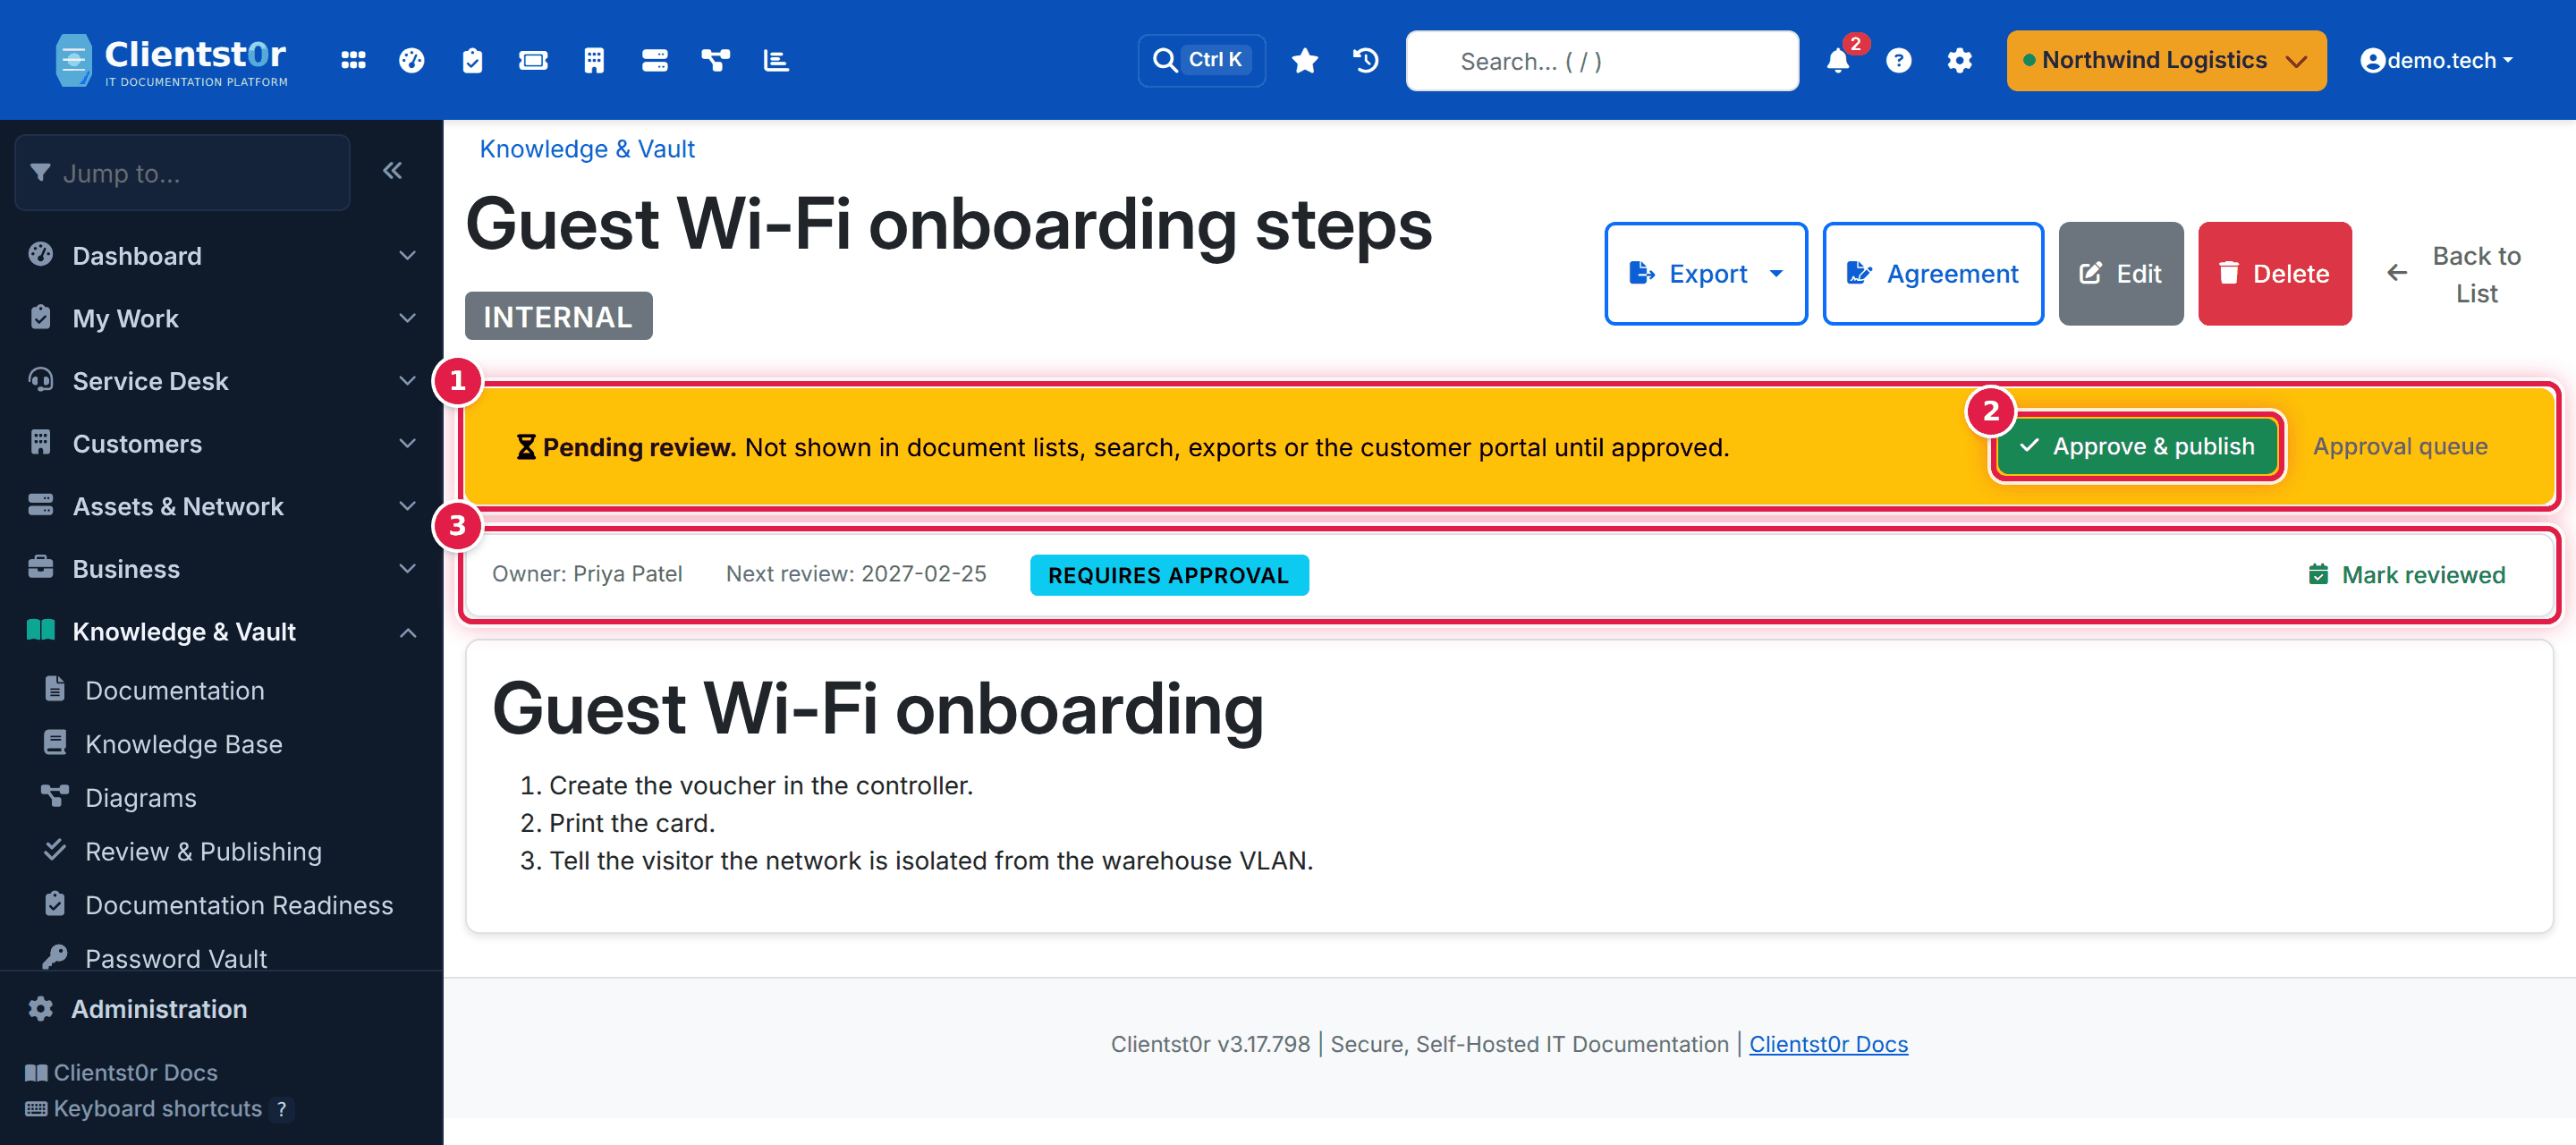 Clientst0r
IT DOCUMENTATION PLATFORM
Ctrl K
Search... ( / )
2
?
Northwind Logistics
demo.tech
Jump to...
Dashboard
My Work
Service Desk
Customers
Assets & Network
Business
Knowledge & Vault
Documentation
Knowledge Base
Diagrams
Review & Publishing
Documentation Readiness
Password Vault
Administration
Clientst0r Docs
Keyboard shortcuts ?
Knowledge & Vault
Guest Wi-Fi onboarding steps
INTERNAL
Export
Agreement
Edit
Delete
Back to
List
1
Pending review. Not shown in document lists, search, exports or the customer portal until approved.
2
Approve & publish
Approval queue
3
Owner: Priya Patel
Next review: 2027-02-25
REQUIRES APPROVAL
Mark reviewed
Guest Wi-Fi onboarding
1. Create the voucher in the controller.
2. Print the card.
3. Tell the visitor the network is isolated from the warehouse VLAN.
Clientst0r v3.17.798 | Secure, Self-Hosted IT Documentation | Clientst0r Docs